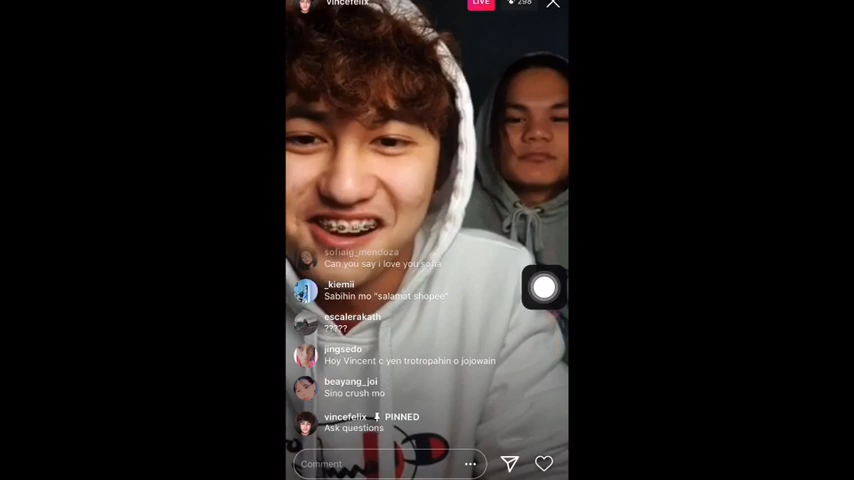 vincefelix
LIVE
298
sofiaig_mendoza
Can you say i love you sofia
_kiemii
Sabihin mo "salamat shopee"
escalerakath
?????
jingsedo
Hoy Vincent c yen trotropahin o jojowain
beayang_joi
Sino crush mo
vincefelix PINNED
Ask questions
Comment